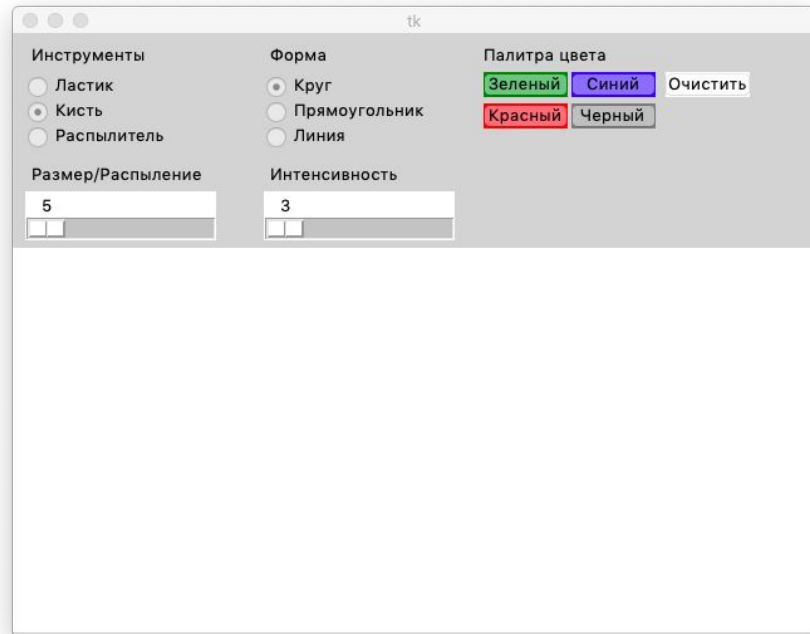 tk
Инструменты
Ластик
Кисть
Распылитель
Форма
Круг
Прямоугольник
Линия
Палитра цвета
Зеленый Синий Очистить
Красный Черный
Размер/Распыление
5
Интенсивность
3